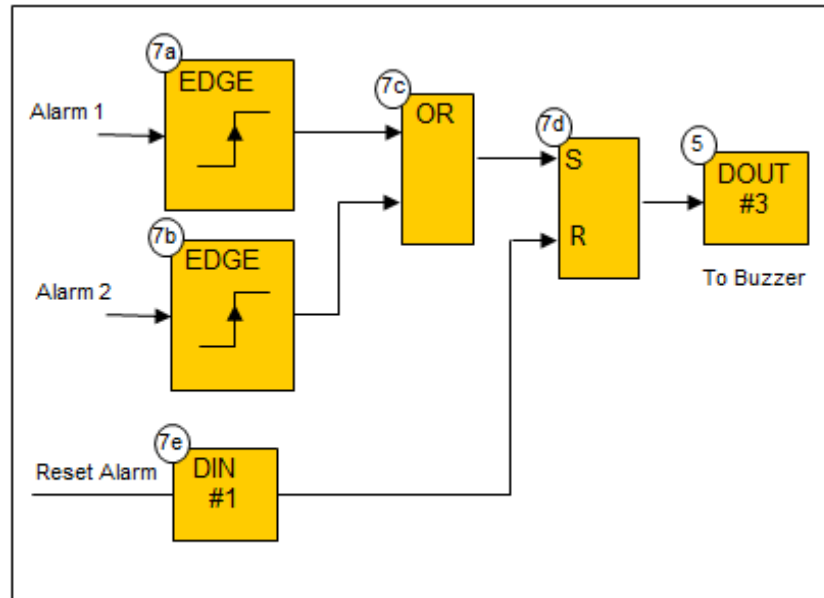 7a
EDGE
Alarm 1
7c
OR
7d
S
R
5
DOUT
#3
To Buzzer
7b
EDGE
Alarm 2
7e
DIN
#1
Reset Alarm